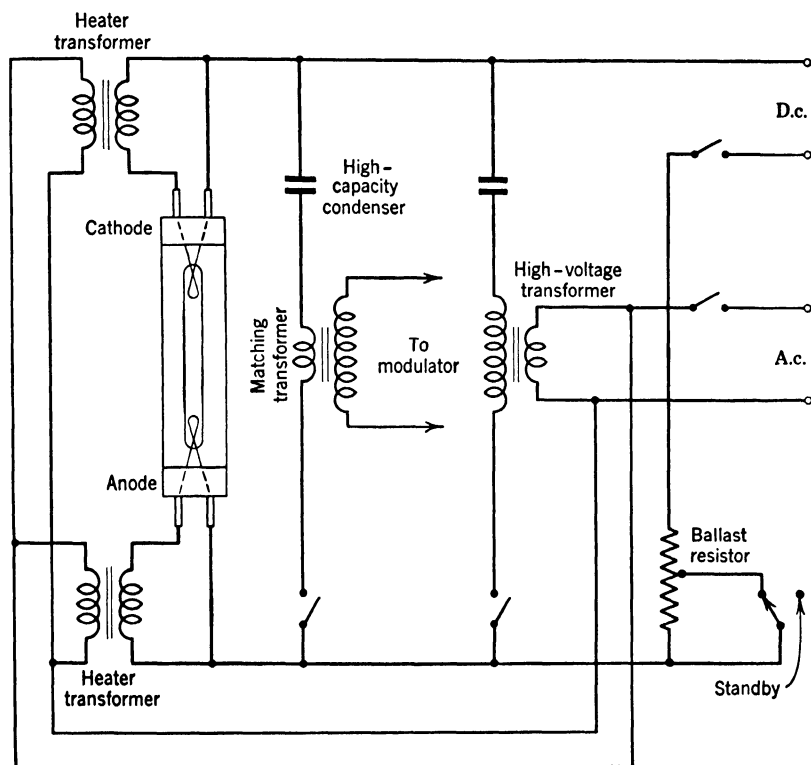 Heater
transformer
D.c.
High-
capacity
condenser
Cathode
High-voltage
transformer
Matching
transformer
To
modulator
A.c.
Anode
Ballast
resistor
Heater
transformer
Standby